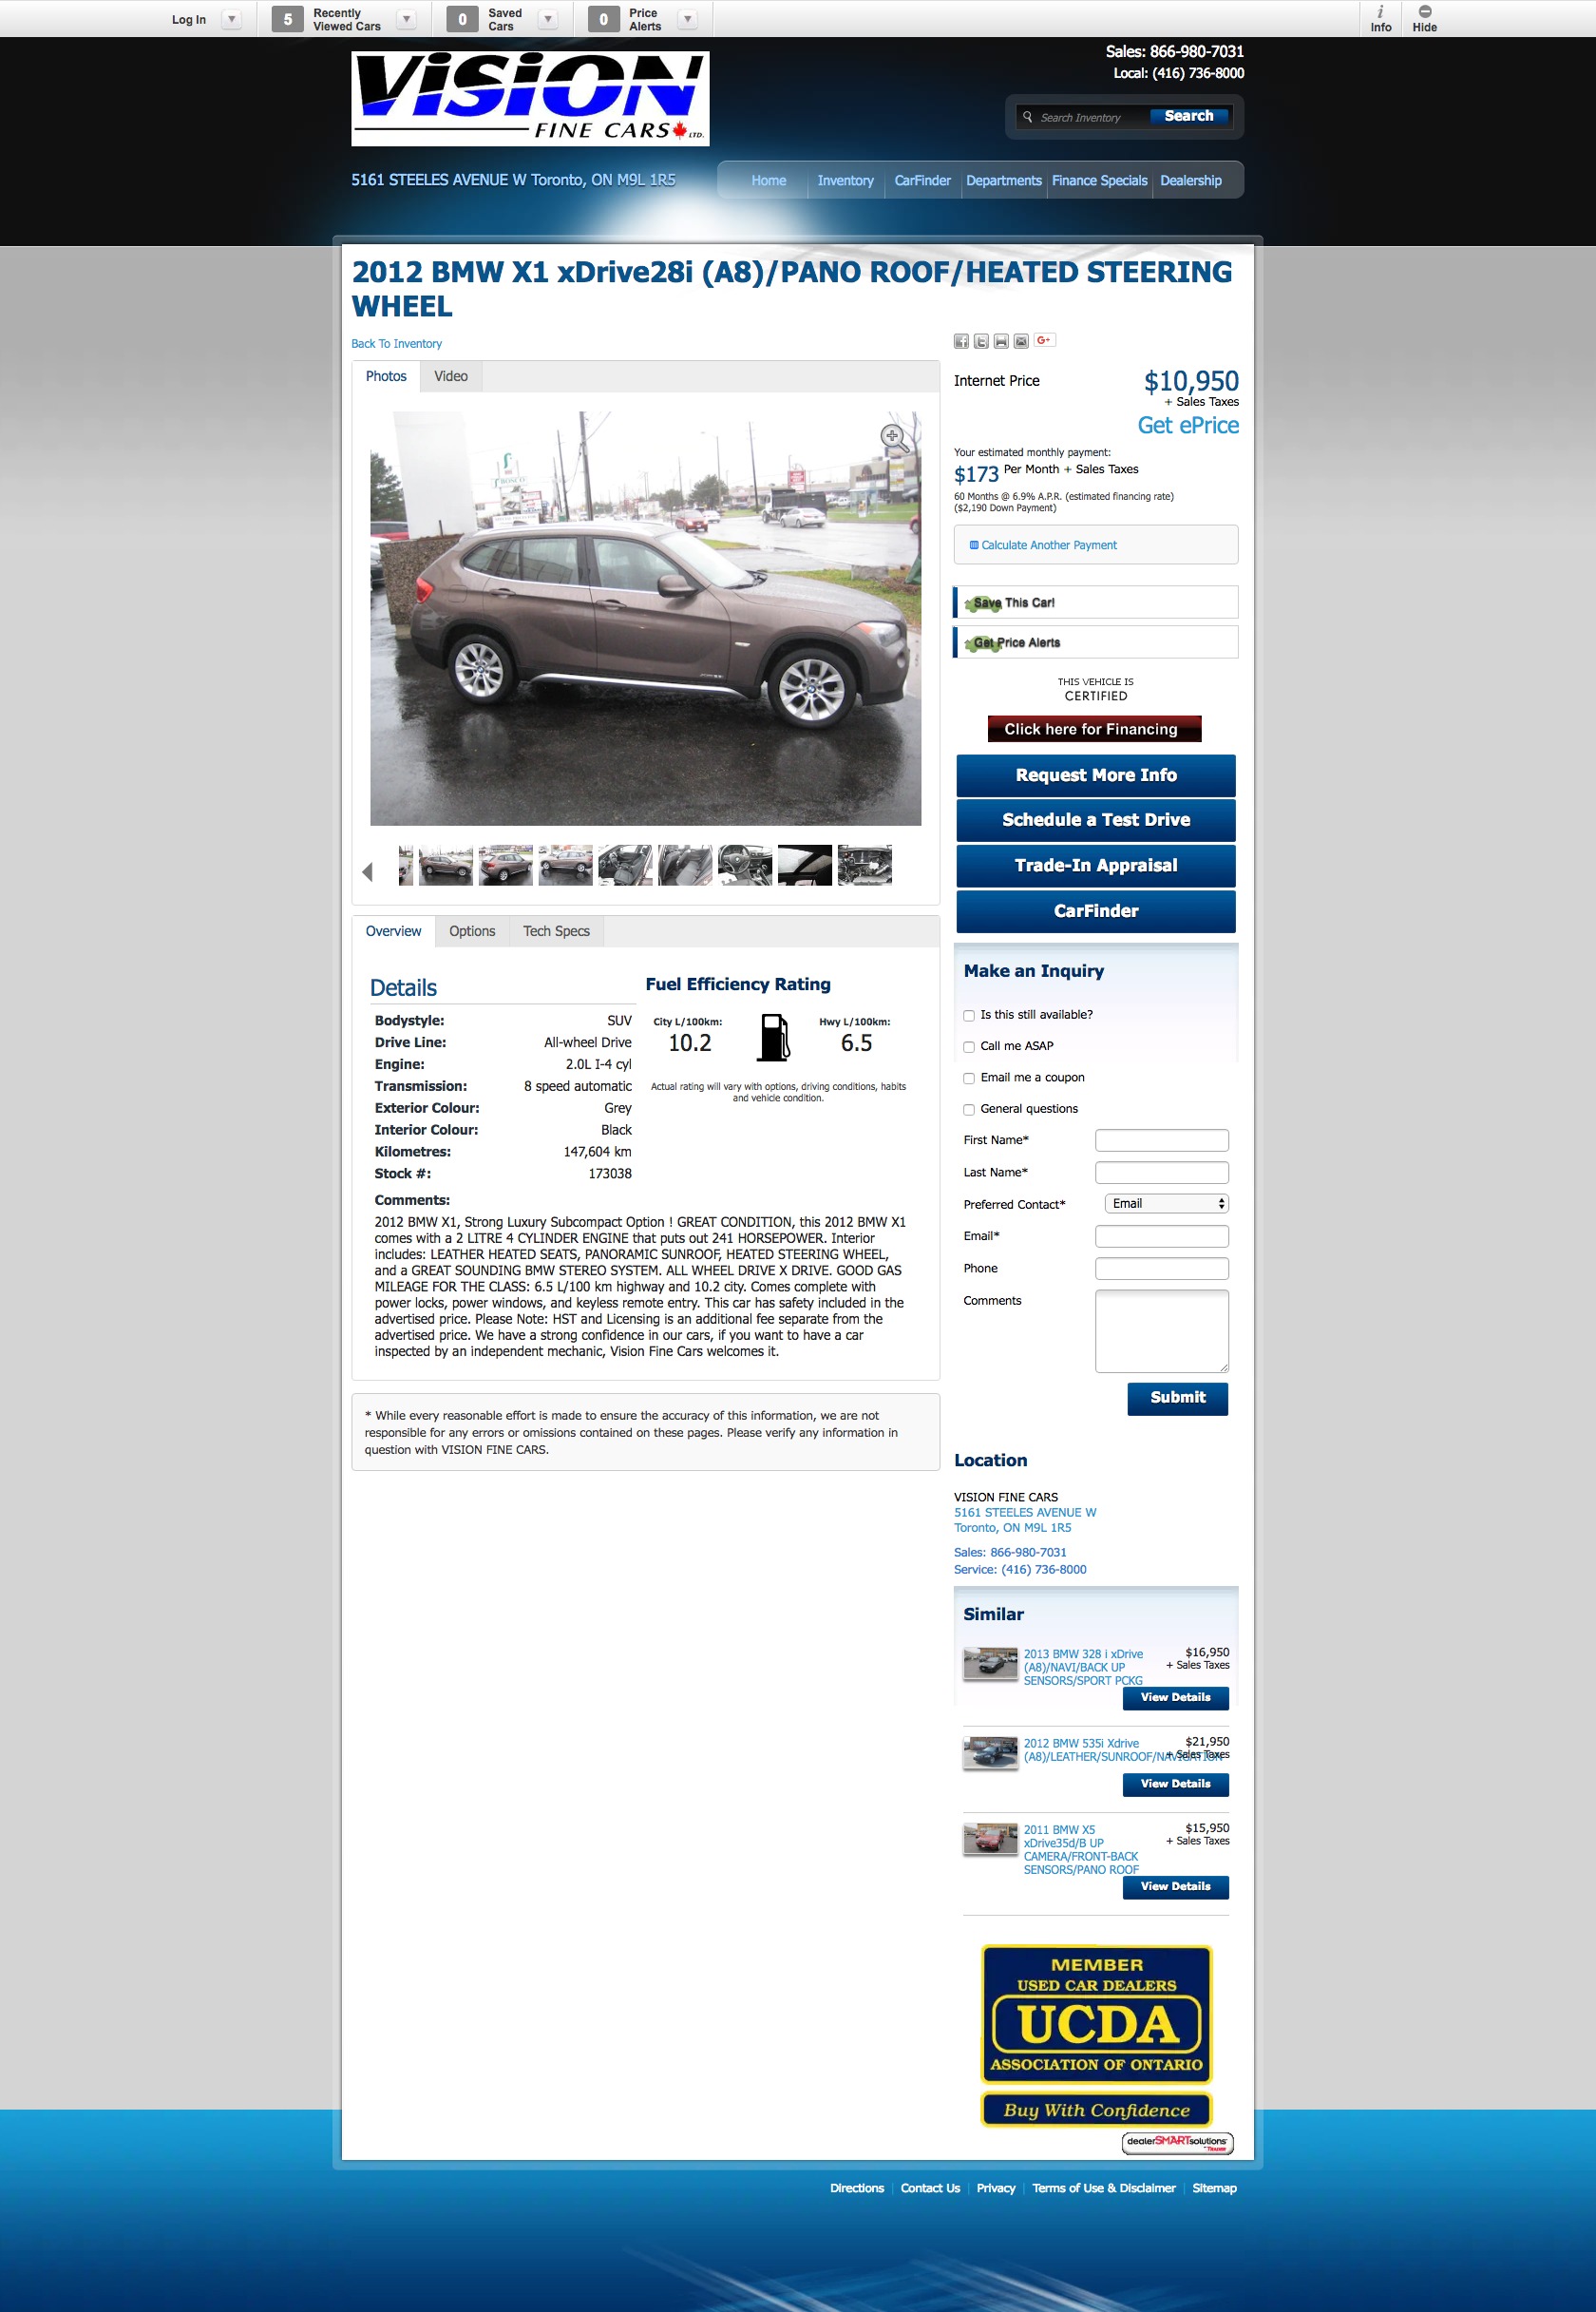 Log In
5 Recently Viewed Cars
0 Saved Cars
0 Price Alerts
i Info
Hide
VISION
FINE CARS LTD.
Sales: 866-980-7031
Local: (416) 736-8000
Search Inventory
Search
5161 STEELES AVENUE W Toronto, ON M9L 1R5
Home
Inventory
CarFinder
Departments
Finance Specials
Dealership
2012 BMW X1 xDrive28i (A8)/PANO ROOF/HEATED STEERING
WHEEL
Back To Inventory
G+
Photos
Video
Internet Price
$10,950
+ Sales Taxes
Get ePrice
Your estimated monthly payment:
$173 Per Month + Sales Taxes
60 Months @ 6.9% A.P.R. (estimated financing rate)
($2,190 Down Payment)
Calculate Another Payment
Save This Car!
Get Price Alerts
THIS VEHICLE IS
CERTIFIED
Click here for Financing
Request More Info
Schedule a Test Drive
Trade-In Appraisal
CarFinder
Overview
Options
Tech Specs
Details
Bodystyle: SUV
Drive Line: All-wheel Drive
Engine: 2.0L I-4 cyl
Transmission: 8 speed automatic
Exterior Colour: Grey
Interior Colour: Black
Kilometres: 147,604 km
Stock #: 173038
Fuel Efficiency Rating
City L/100km:
10.2
Hwy L/100km:
6.5
Actual rating will vary with options, driving conditions, habits
and vehicle condition.
Comments:
2012 BMW X1, Strong Luxury Subcompact Option ! GREAT CONDITION, this 2012 BMW X1
comes with a 2 LITRE 4 CYLINDER ENGINE that puts out 241 HORSEPOWER. Interior
includes: LEATHER HEATED SEATS, PANORAMIC SUNROOF, HEATED STEERING WHEEL,
and a GREAT SOUNDING BMW STEREO SYSTEM. ALL WHEEL DRIVE X DRIVE. GOOD GAS
MILEAGE FOR THE CLASS: 6.5 L/100 km highway and 10.2 city. Comes complete with
power locks, power windows, and keyless remote entry. This car has safety included in the
advertised price. Please Note: HST and Licensing is an additional fee separate from the
advertised price. We have a strong confidence in our cars, if you want to have a car
inspected by an independent mechanic, Vision Fine Cars welcomes it.
* While every reasonable effort is made to ensure the accuracy of this information, we are not
responsible for any errors or omissions contained on these pages. Please verify any information in
question with VISION FINE CARS.
Make an Inquiry
Is this still available?
Call me ASAP
Email me a coupon
General questions
First Name*
Last Name*
Preferred Contact* Email
Email*
Phone
Comments
Submit
Location
VISION FINE CARS
5161 STEELES AVENUE W
Toronto, ON M9L 1R5
Sales: 866-980-7031
Service: (416) 736-8000
Similar
2013 BMW 328 i xDrive
(A8)/NAVI/BACK UP
SENSORS/SPORT PCKG
$16,950
+ Sales Taxes
View Details
2012 BMW 535i Xdrive
(A8)/LEATHER/SUNROOF/NAVIGATION
$21,950
+ Sales Taxes
View Details
2011 BMW X5
xDrive35d/B UP
CAMERA/FRONT-BACK
SENSORS/PANO ROOF
$15,950
+ Sales Taxes
View Details
MEMBER
USED CAR DEALERS
UCDA
ASSOCIATION OF ONTARIO
Buy With Confidence
dealerSMARTsolutions
Directions
Contact Us
Privacy
Terms of Use & Disclaimer
Sitemap